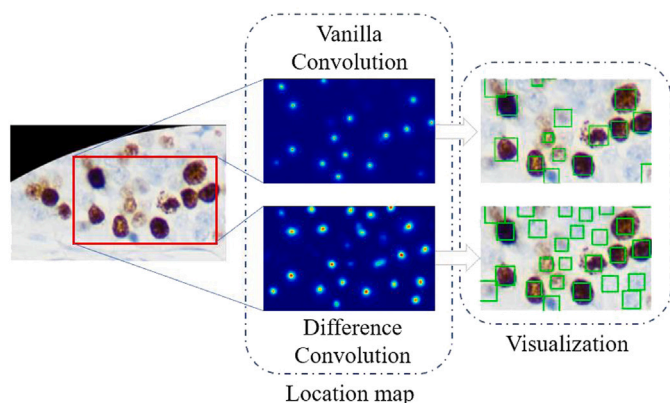 Vanilla
Convolution
Difference
Convolution
Location map
Visualization